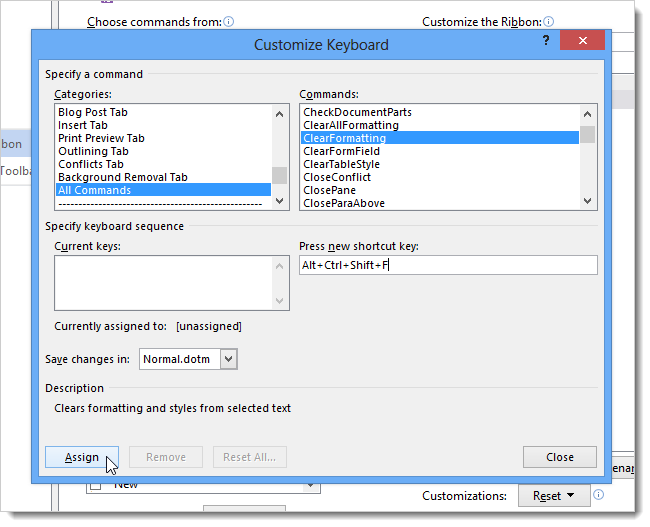 Choose commands from:
Customize the Ribbon:
Customize Keyboard
?
Specify a command
Categories:
Commands:
Blog Post Tab
Insert Tab
Print Preview Tab
Outlining Tab
Conflicts Tab
Background Removal Tab
All Commands
CheckDocumentParts
ClearAllFormatting
ClearFormatting
ClearFormField
ClearTableStyle
CloseConflict
ClosePane
CloseParaAbove
bbon
Toolba
Specify keyboard sequence
Current keys:
Press new shortcut key:
Alt+Ctrl+Shift+F
Currently assigned to: [unassigned]
Save changes in: Normal.dotm
Description
Clears formatting and styles from selected text
Assign
Remove
Reset All...
Close
New
enar
Customizations: Reset